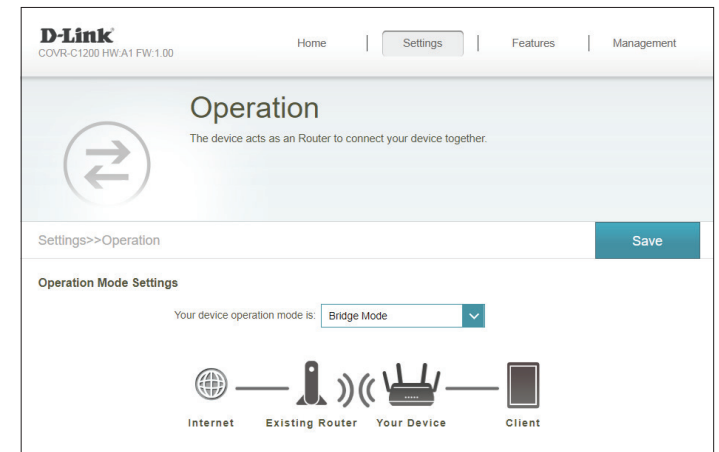 D-Link
COVR-C1200 HW:A1 FW:1.00
Home | Settings | Features | Management
Operation
The device acts as an Router to connect your device together.
Settings>>Operation
Save
Operation Mode Settings
Your device operation mode is: Bridge Mode
Internet Existing Router Your Device Client